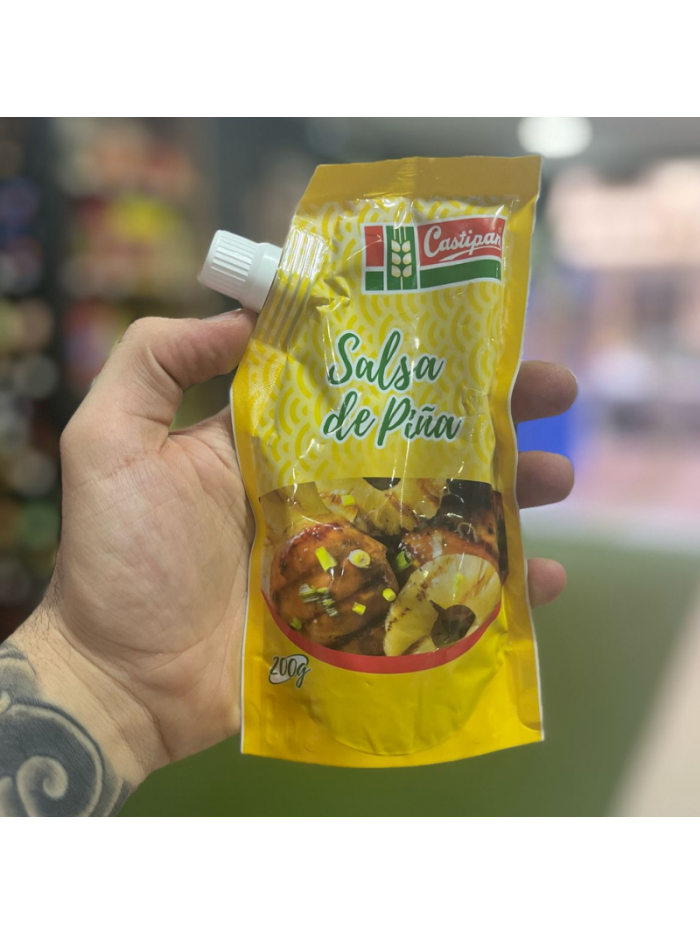 Castipan
Salsa
de Piña
200g